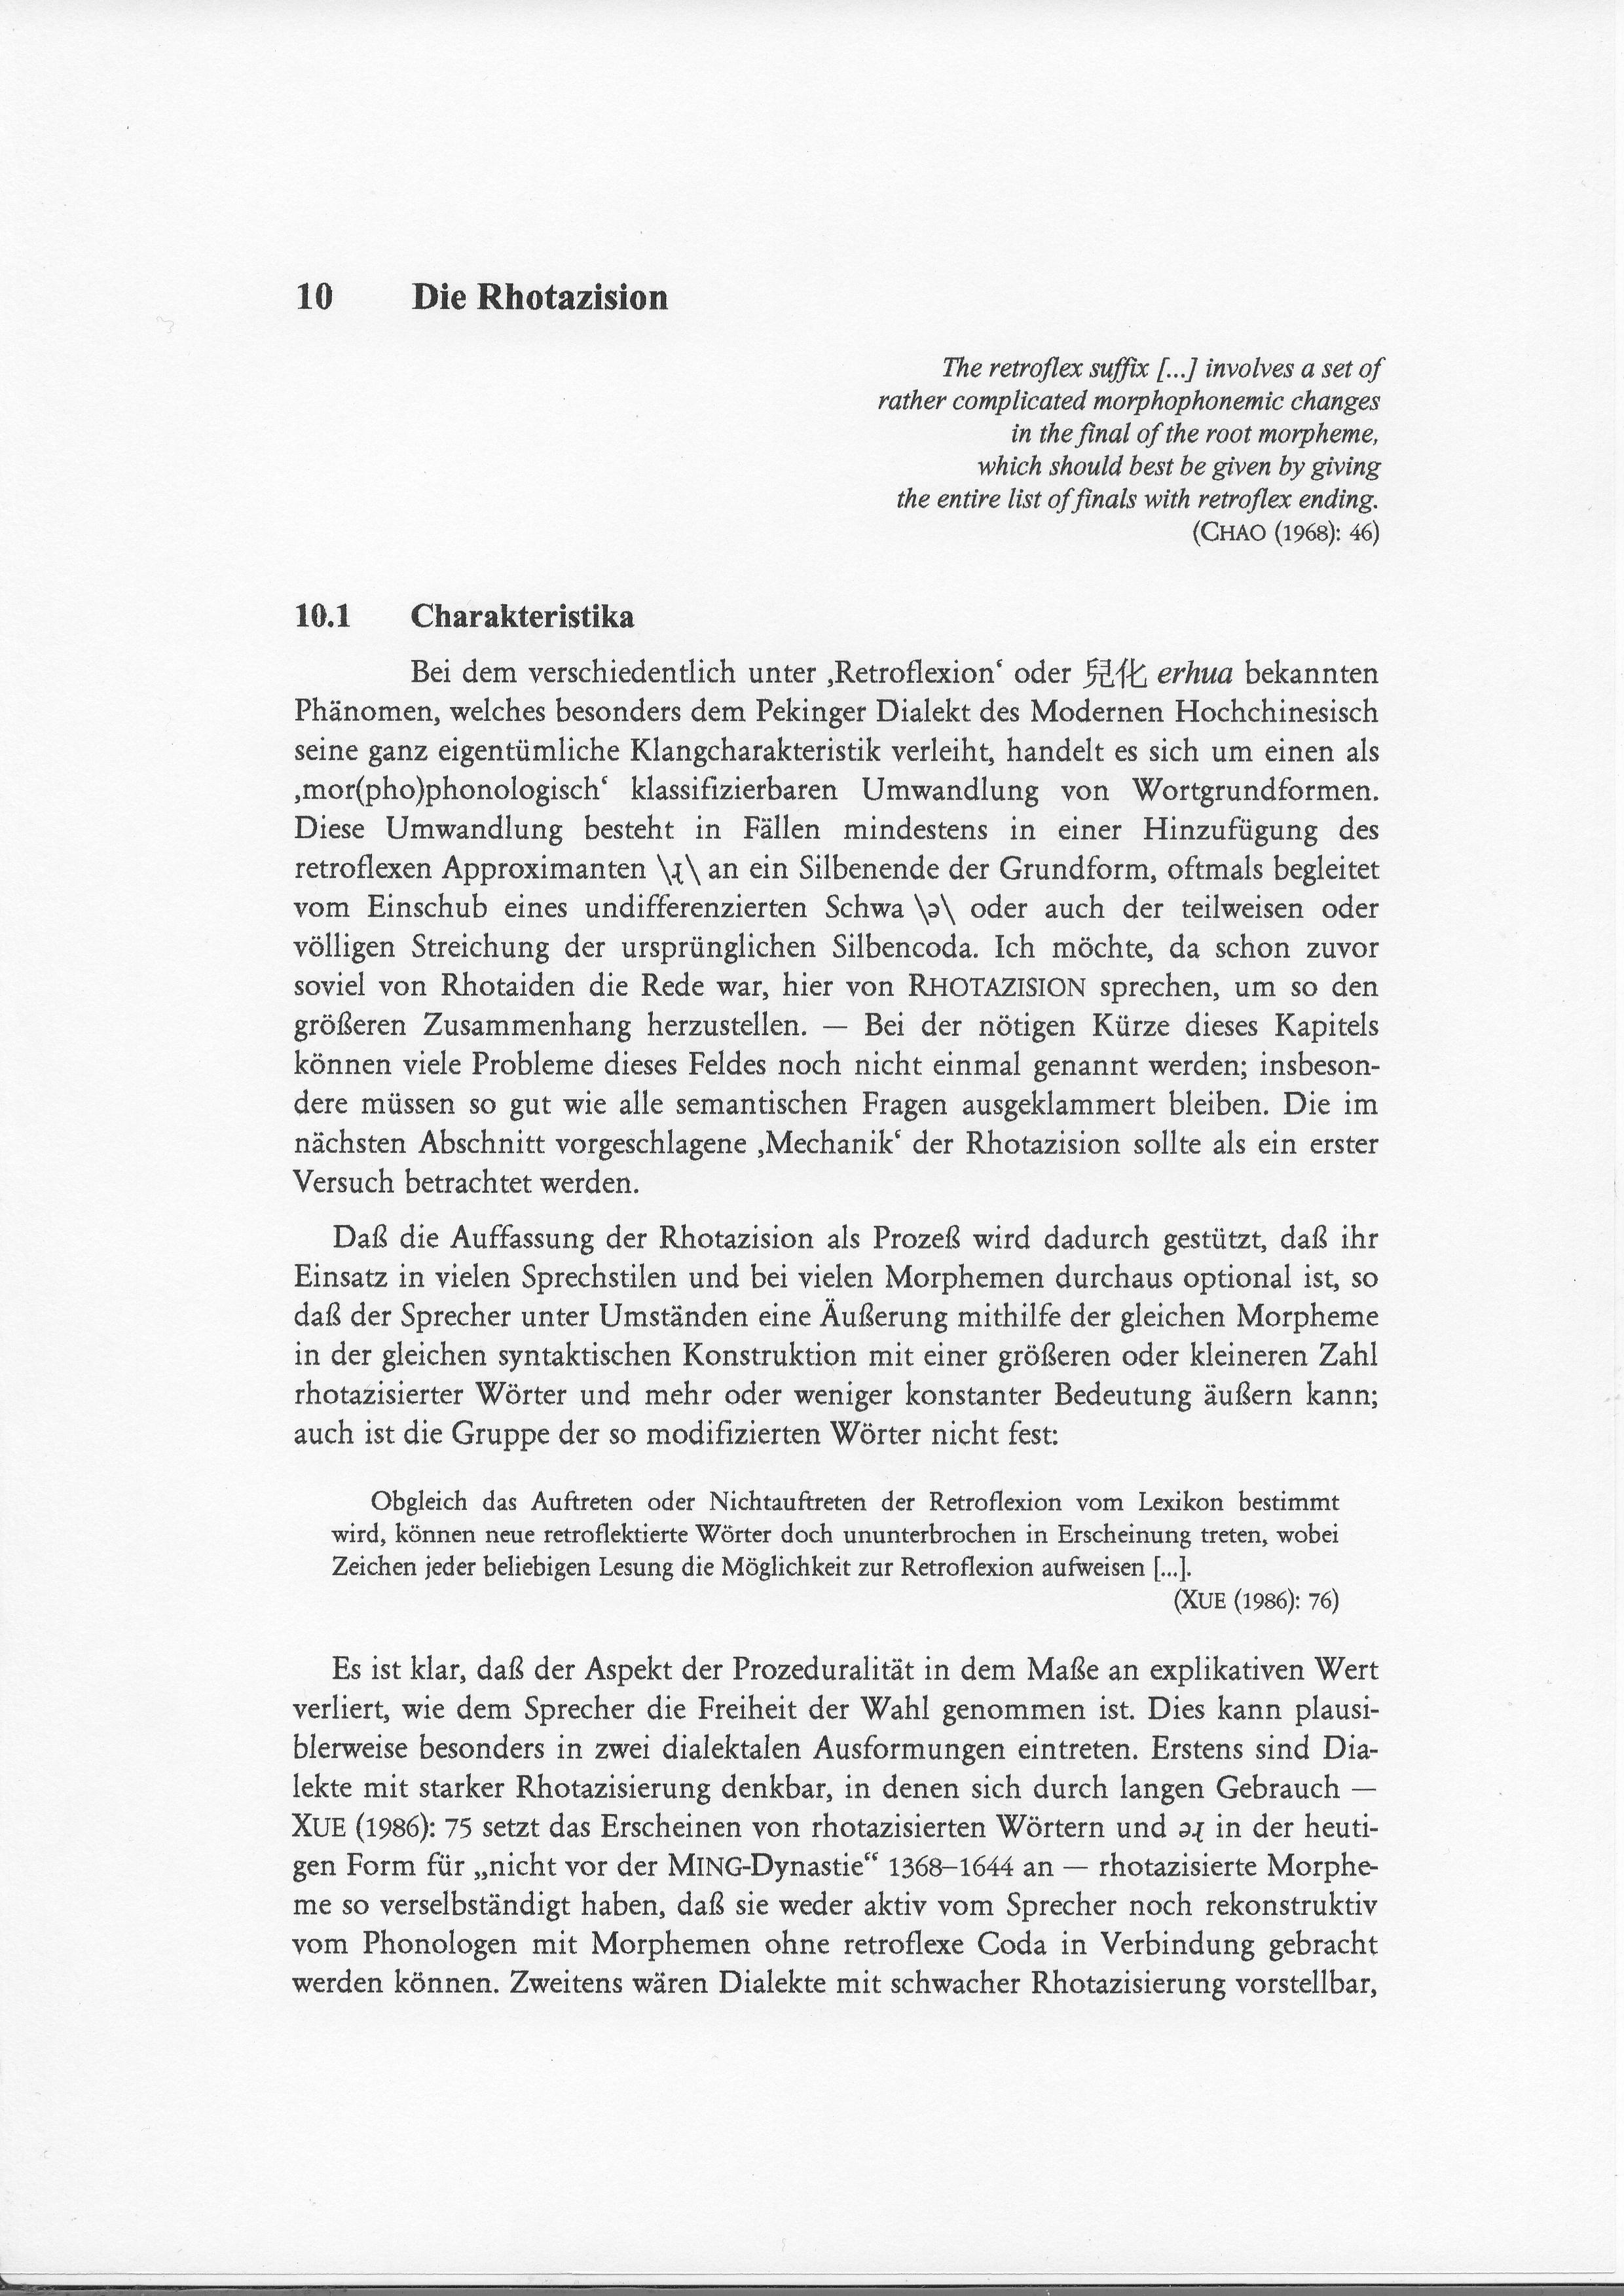 10 Die Rhotazision
The retroflex suffix [...] involves a set of
rather complicated morphophonemic changes
in the final of the root morpheme,
which should best be given by giving
the entire list of finals with retroflex ending.
(CHAO (1968): 46)
10.1 Charakteristika
Bei dem verschiedentlich unter ‚Retroflexion‘ oder 兒化 erhua bekannten
Phänomen, welches besonders dem Pekinger Dialekt des Modernen Hochchinesisch
seine ganz eigentümliche Klangcharakteristik verleiht, handelt es sich um einen als
‚mor(pho)phonologisch‘ klassifizierbaren Umwandlung von Wortgrundformen.
Diese Umwandlung besteht in Fällen mindestens in einer Hinzufügung des
retroflexen Approximanten \ɻ\ an ein Silbenende der Grundform, oftmals begleitet
vom Einschub eines undifferenzierten Schwa \ə\ oder auch der teilweisen oder
völligen Streichung der ursprünglichen Silbencoda. Ich möchte, da schon zuvor
soviel von Rhotaiden die Rede war, hier von RHOTAZISION sprechen, um so den
größeren Zusammenhang herzustellen. — Bei der nötigen Kürze dieses Kapitels
können viele Probleme dieses Feldes noch nicht einmal genannt werden; insbeson-
dere müssen so gut wie alle semantischen Fragen ausgeklammert bleiben. Die im
nächsten Abschnitt vorgeschlagene ‚Mechanik‘ der Rhotazision sollte als ein erster
Versuch betrachtet werden.
Daß die Auffassung der Rhotazision als Prozeß wird dadurch gestützt, daß ihr
Einsatz in vielen Sprechstilen und bei vielen Morphemen durchaus optional ist, so
daß der Sprecher unter Umständen eine Äußerung mithilfe der gleichen Morpheme
in der gleichen syntaktischen Konstruktion mit einer größeren oder kleineren Zahl
rhotazisierter Wörter und mehr oder weniger konstanter Bedeutung äußern kann;
auch ist die Gruppe der so modifizierten Wörter nicht fest:
Obgleich das Auftreten oder Nichtauftreten der Retroflexion vom Lexikon bestimmt
wird, können neue retroflektierte Wörter doch ununterbrochen in Erscheinung treten, wobei
Zeichen jeder beliebigen Lesung die Möglichkeit zur Retroflexion aufweisen [...].
(XUE (1986): 76)
Es ist klar, daß der Aspekt der Prozeduralität in dem Maße an explikativen Wert
verliert, wie dem Sprecher die Freiheit der Wahl genommen ist. Dies kann plausi-
blerweise besonders in zwei dialektalen Ausformungen eintreten. Erstens sind Dia-
lekte mit starker Rhotazisierung denkbar, in denen sich durch langen Gebrauch —
XUE (1986): 75 setzt das Erscheinen von rhotazisierten Wörtern und əɻ in der heuti-
gen Form für „nicht vor der MING-Dynastie“ 1368–1644 an — rhotazisierte Morphe-
me so verselbständigt haben, daß sie weder aktiv vom Sprecher noch rekonstruktiv
vom Phonologen mit Morphemen ohne retroflexe Coda in Verbindung gebracht
werden können. Zweitens wären Dialekte mit schwacher Rhotazisierung vorstellbar,